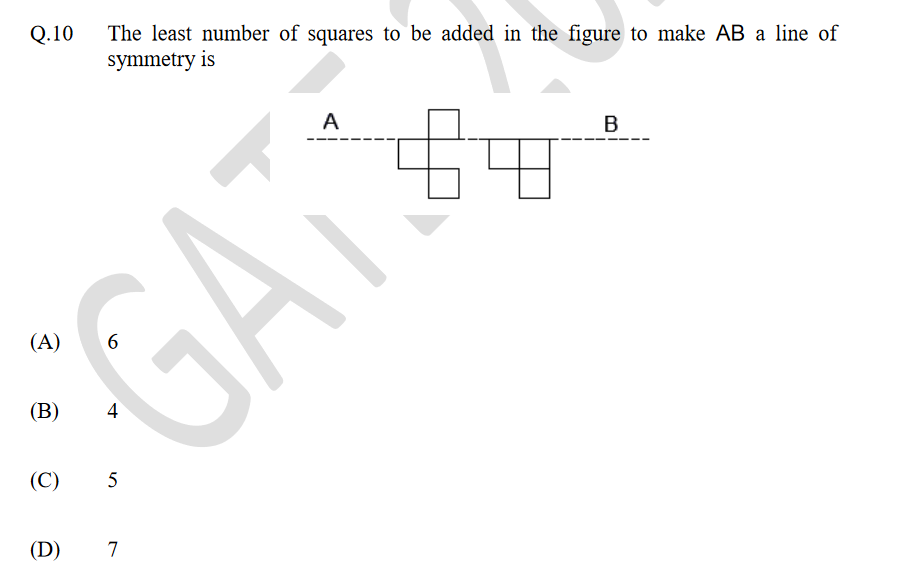 Q.10 The least number of squares to be added in the figure to make AB a line of
symmetry is
A B
(A) 6
(B) 4
(C) 5
(D) 7